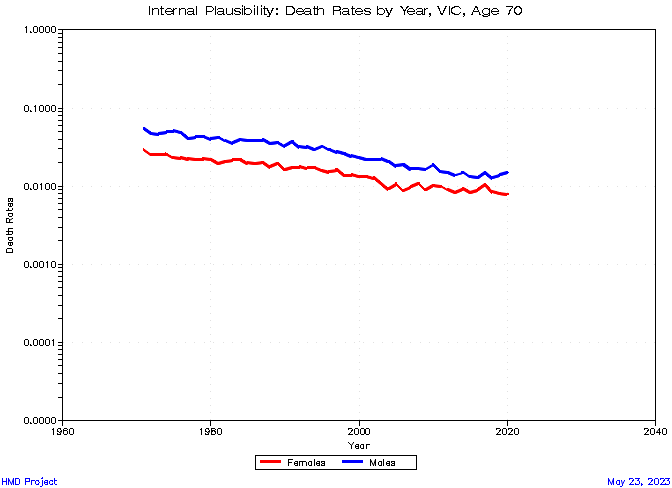 Internal Plausibility: Death Rates by Year, VIC, Age 70
1.0000
0.1000
0.0100
0.0010
0.0001
0.0000
Death Rates
1960 1980 2000 2020 2040
Year
Females Males
HMD Project May 23, 2023